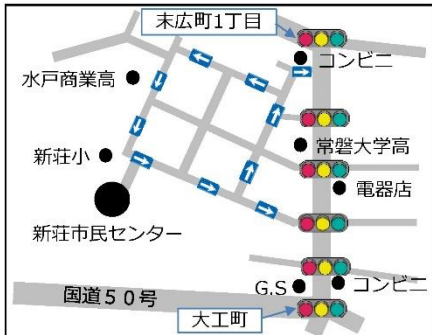 末広町1丁目
コンビニ
水戸商業高
常磐大学高
新荘小
電器店
新荘市民センター
G.S
コンビニ
国道50号
大工町